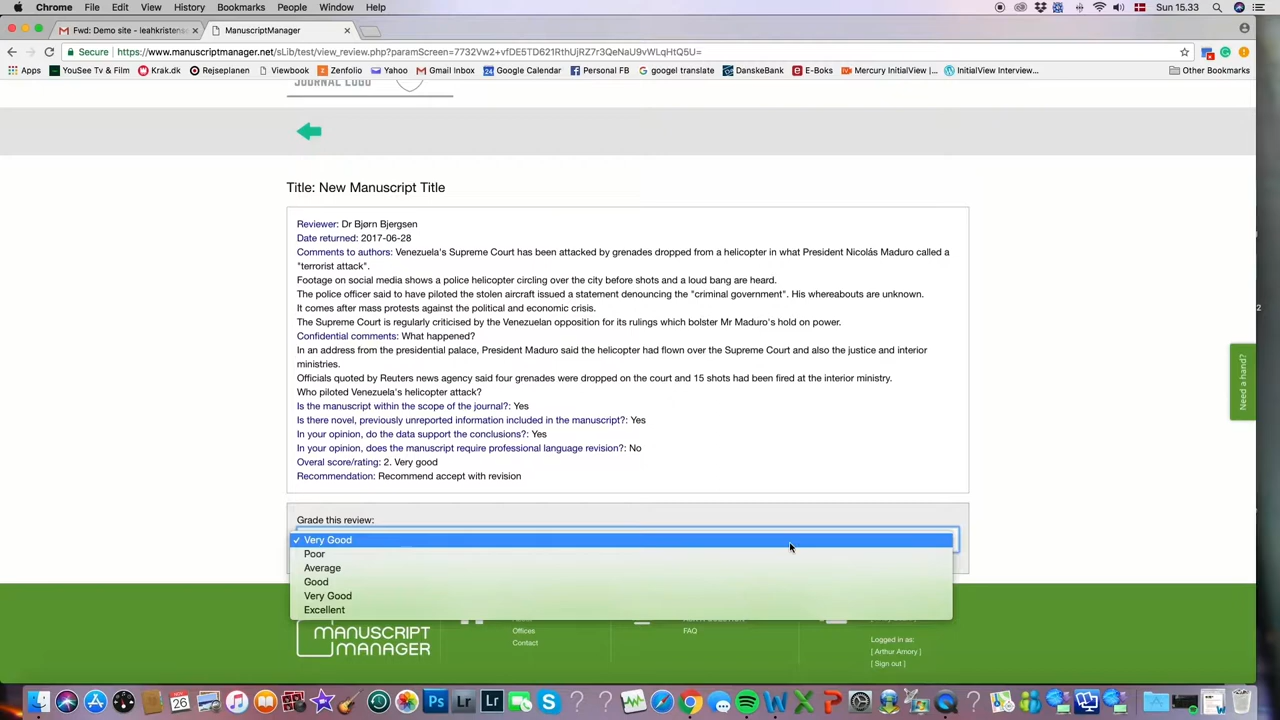 Chrome File Edit View History Bookmarks People Window Help Sun 15.33
Fwd: Demo site - leahkristens ManuscriptManager
Secure https://www.manuscriptmanager.net/sLib/test/view_review.php?paramScreen=7732Vw2+vfDE5TD621RthUjRZ7r3QeNaU9vWLqHtQ5U=
Apps YouSee Tv & Film Krak.dk Rejseplanen Viewbook Zenfolio Yahoo Gmail Inbox Google Calendar Personal FB googel translate DanskeBank E-Boks Mercury InitialView |... InitialView Interview... Other Bookmarks
JOURNAL LOGO
Title: New Manuscript Title
Reviewer: Dr Bjørn Bjergsen
Date returned: 2017-06-28
Comments to authors: Venezuela's Supreme Court has been attacked by grenades dropped from a helicopter in what President Nicolás Maduro called a
"terrorist attack".
Footage on social media shows a police helicopter circling over the city before shots and a loud bang are heard.
The police officer said to have piloted the stolen aircraft issued a statement denouncing the "criminal government". His whereabouts are unknown.
It comes after mass protests against the political and economic crisis.
The Supreme Court is regularly criticised by the Venezuelan opposition for its rulings which bolster Mr Maduro's hold on power.
Confidential comments: What happened?
In an address from the presidential palace, President Maduro said the helicopter had flown over the Supreme Court and also the justice and interior
ministries.
Officials quoted by Reuters news agency said four grenades were dropped on the court and 15 shots had been fired at the interior ministry.
Who piloted Venezuela's helicopter attack?
Is the manuscript within the scope of the journal?: Yes
Is there novel, previously unreported information included in the manuscript?: Yes
In your opinion, do the data support the conclusions?: Yes
In your opinion, does the manuscript require professional language revision?: No
Overal score/rating: 2. Very good
Recommendation: Recommend accept with revision
Need a hand?
Grade this review:
✓ Very Good
Poor
Average
Good
Very Good
Excellent
MANUSCRIPT
MANAGER
Offices
Contact
FAQ
Logged in as:
[ Arthur Amory ]
[ Sign out ]